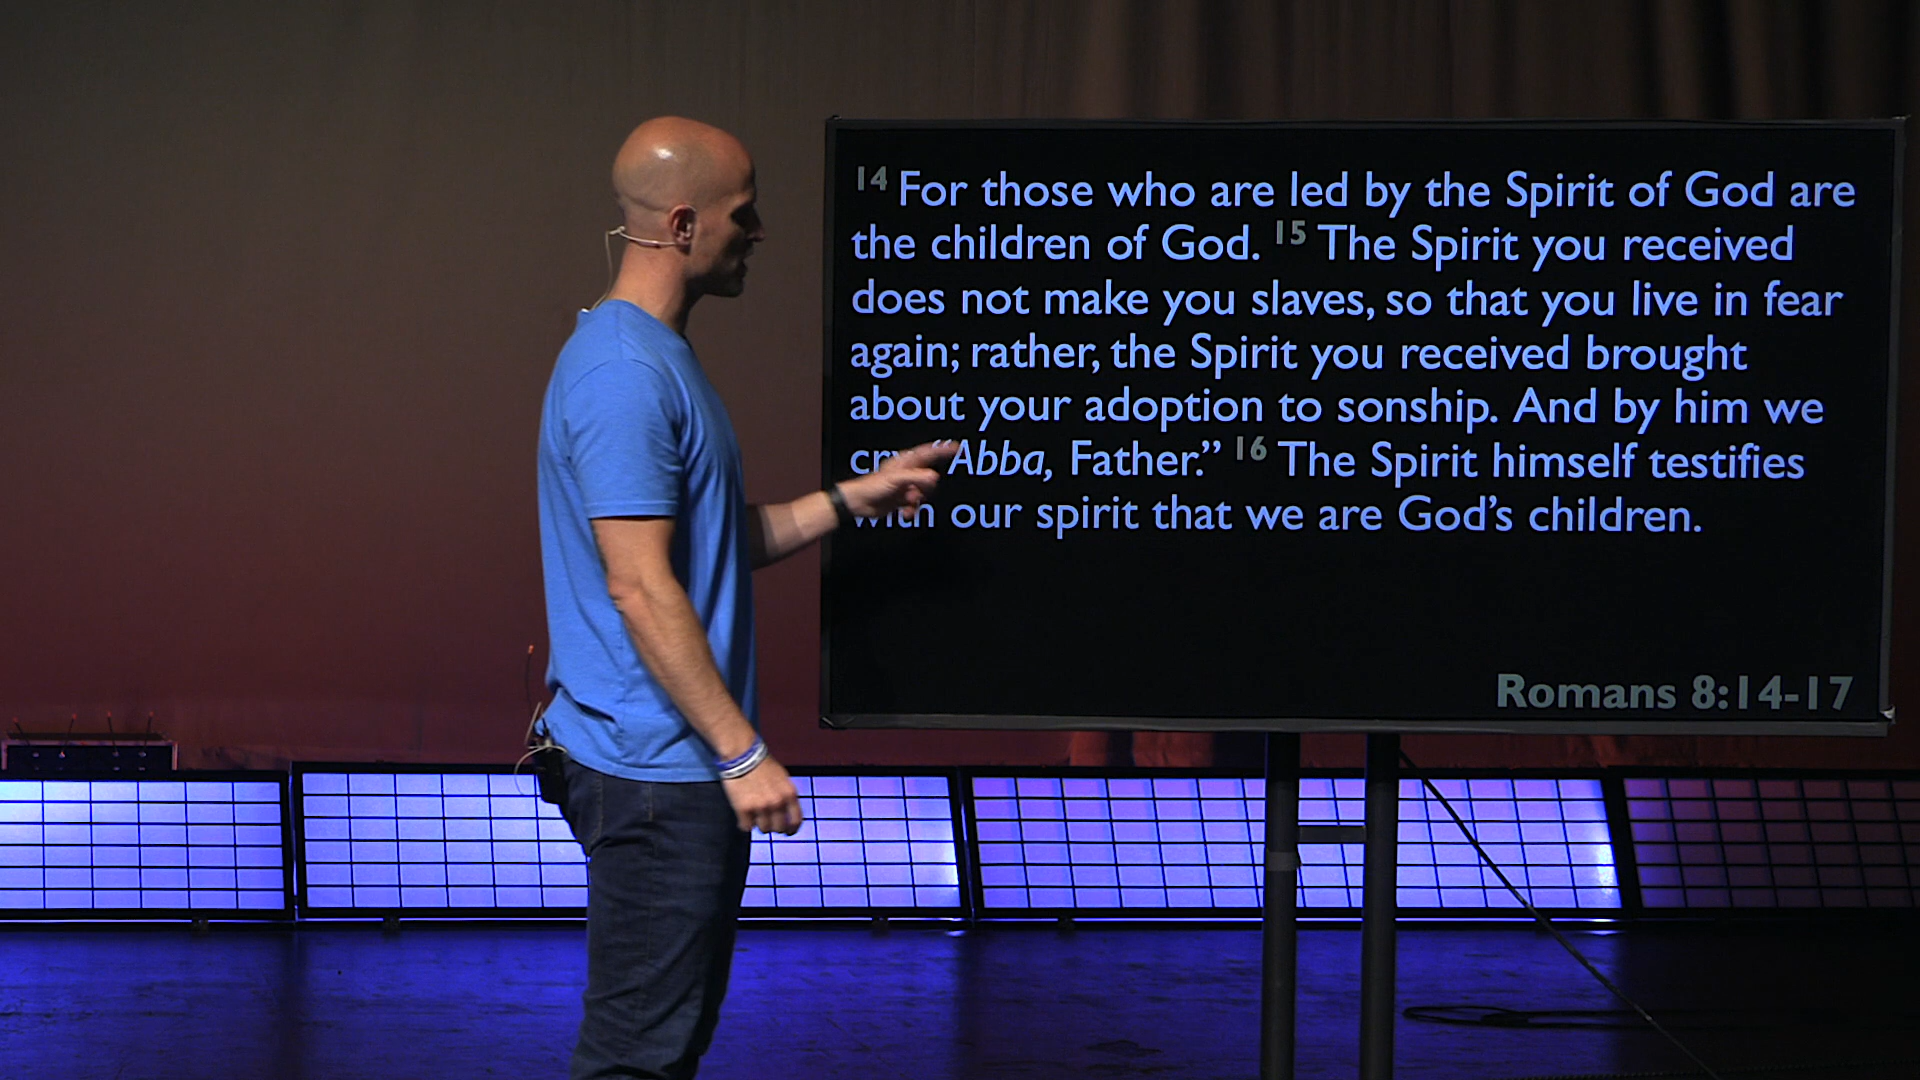 14 For those who are led by the Spirit of God are
the children of God. 15 The Spirit you received
does not make you slaves, so that you live in fear
again; rather, the Spirit you received brought
about your adoption to sonship. And by him we
“Abba, Father.” 16 The Spirit himself testifies
with our spirit that we are God’s children.
Romans 8:14-17